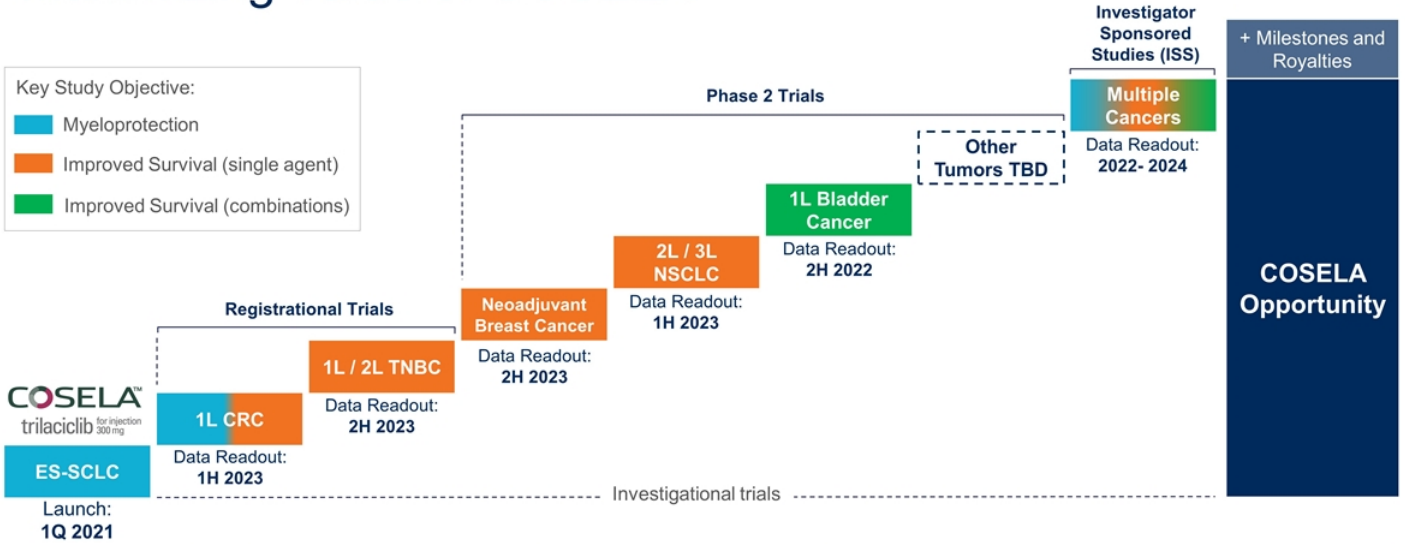 Key Study Objective:
Myeloprotection
Improved Survival (single agent)
Improved Survival (combinations)
COSELA™
trilaciclib for injection 300 mg
ES-SCLC
Launch:
1Q 2021
Registrational Trials
1L CRC
Data Readout:
1H 2023
1L / 2L TNBC
Data Readout:
2H 2023
Phase 2 Trials
Neoadjuvant
Breast Cancer
Data Readout:
2H 2023
2L / 3L
NSCLC
Data Readout:
1H 2023
1L Bladder
Cancer
Data Readout:
2H 2022
Other
Tumors TBD
Investigator
Sponsored
Studies (ISS)
Multiple
Cancers
Data Readout:
2022- 2024
Investigational trials
+ Milestones and
Royalties
COSELA
Opportunity